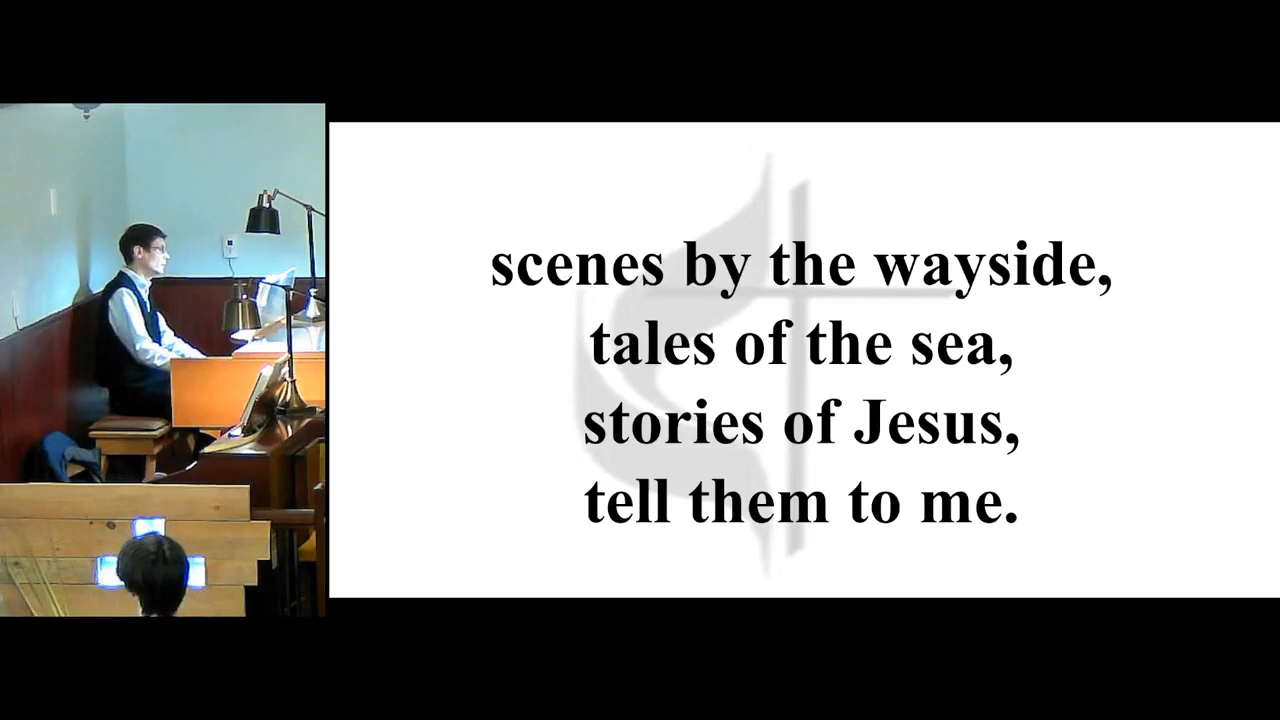 scenes by the wayside,
tales of the sea,
stories of Jesus,
tell them to me.